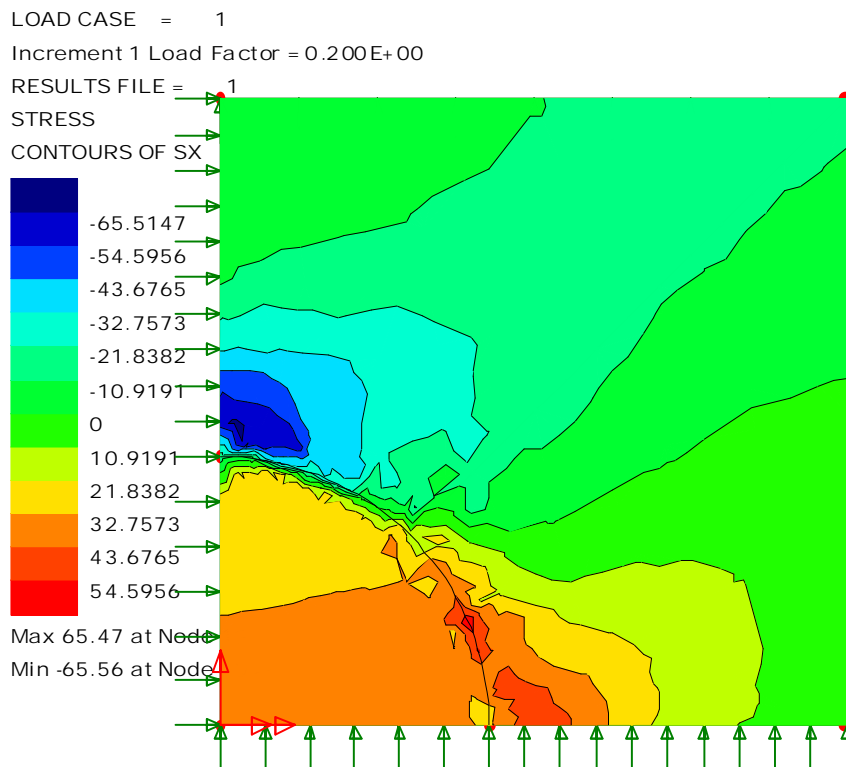 LOAD CASE = 1
Increment 1 Load Factor = 0.200E+00
RESULTS FILE = 1
STRESS
CONTOURS OF SX
-65.5147
-54.5956
-43.6765
-32.7573
-21.8382
-10.9191
0
10.9191
21.8382
32.7573
43.6765
54.5956
Max 65.47 at Node
Min -65.56 at Node